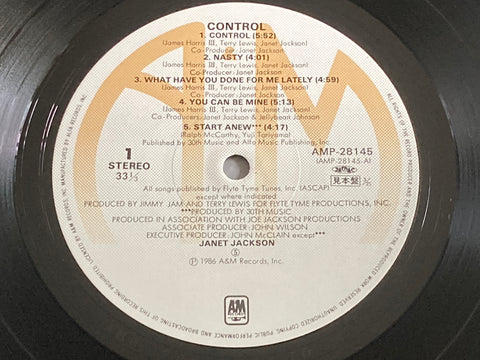 CONTROL
1. CONTROL (5:52)
(James Harris III, Terry Lewis, Janet Jackson)
Co-Producer: Janet Jackson
2. NASTY (4:01)
(James Harris III, Terry Lewis, Janet Jackson)
Co-Producer: Janet Jackson
3. WHAT HAVE YOU DONE FOR ME LATELY (4:59)
(James Harris III, Terry Lewis, Janet Jackson)
Co-Producer: Janet Jackson
4. YOU CAN BE MINE (5:13)
(James Harris III, Terry Lewis, Janet Jackson)
Co-Producers: Janet Jackson & Jellybean Johnson
5. START ANEW*** (4:17)
(Ralph McCarthy, Yuji Toriyama)
Published by 30th Music and Alfa Music Publishing, Inc.
1
STEREO
33 1/3
AMP-28145
(AMP-28145-A)
見本盤
All songs published by Flyte Tyme Tunes, Inc. (ASCAP)
except where indicated
PRODUCED BY JIMMY JAM AND TERRY LEWIS FOR FLYTE TYME PRODUCTIONS, INC.
***PRODUCED BY 30TH MUSIC
PRODUCED IN ASSOCIATION WITH JOE JACKSON PRODUCTIONS
ASSOCIATE PRODUCER: JOHN WILSON
EXECUTIVE PRODUCER: JOHN McCLAIN except***
JANET JACKSON
S
Ⓟ 1986 A&M Records, Inc.
A&M
RECORDS